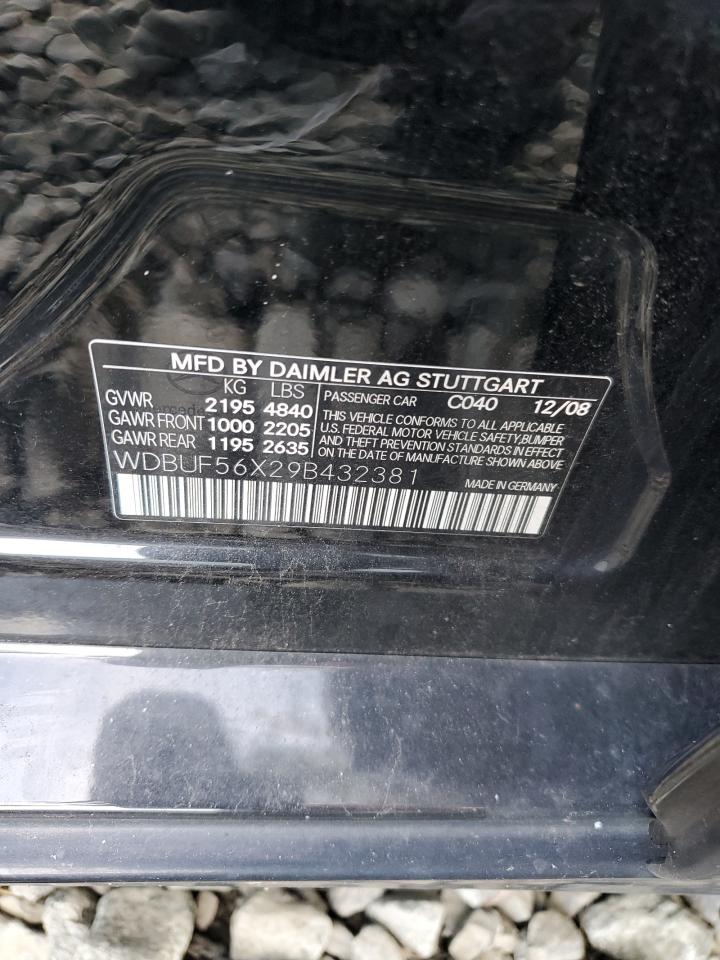 MFD BY DAIMLER AG STUTTGART
KG LBS
GVWR 2195 4840
GAWR FRONT 1000 2205
GAWR REAR 1195 2635
PASSENGER CAR C040 12/08
THIS VEHICLE CONFORMS TO ALL APPLICABLE
U.S. FEDERAL MOTOR VEHICLE SAFETY,BUMPER
AND THEFT PREVENTION STANDARDS IN EFFECT
ON THE DATE OF MANUFACTURE SHOWN ABOVE
WDBUF56X29B432381
MADE IN GERMANY